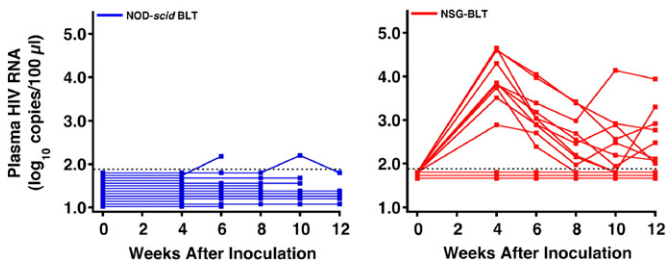 NOD-scid BLT
NSG-BLT
Plasma HIV RNA
(log10 copies/100 µl)
5.0
4.0
3.0
2.0
1.0
0 2 4 6 8 10 12
Weeks After Inoculation
5.0
4.0
3.0
2.0
1.0
0 2 4 6 8 10 12
Weeks After Inoculation